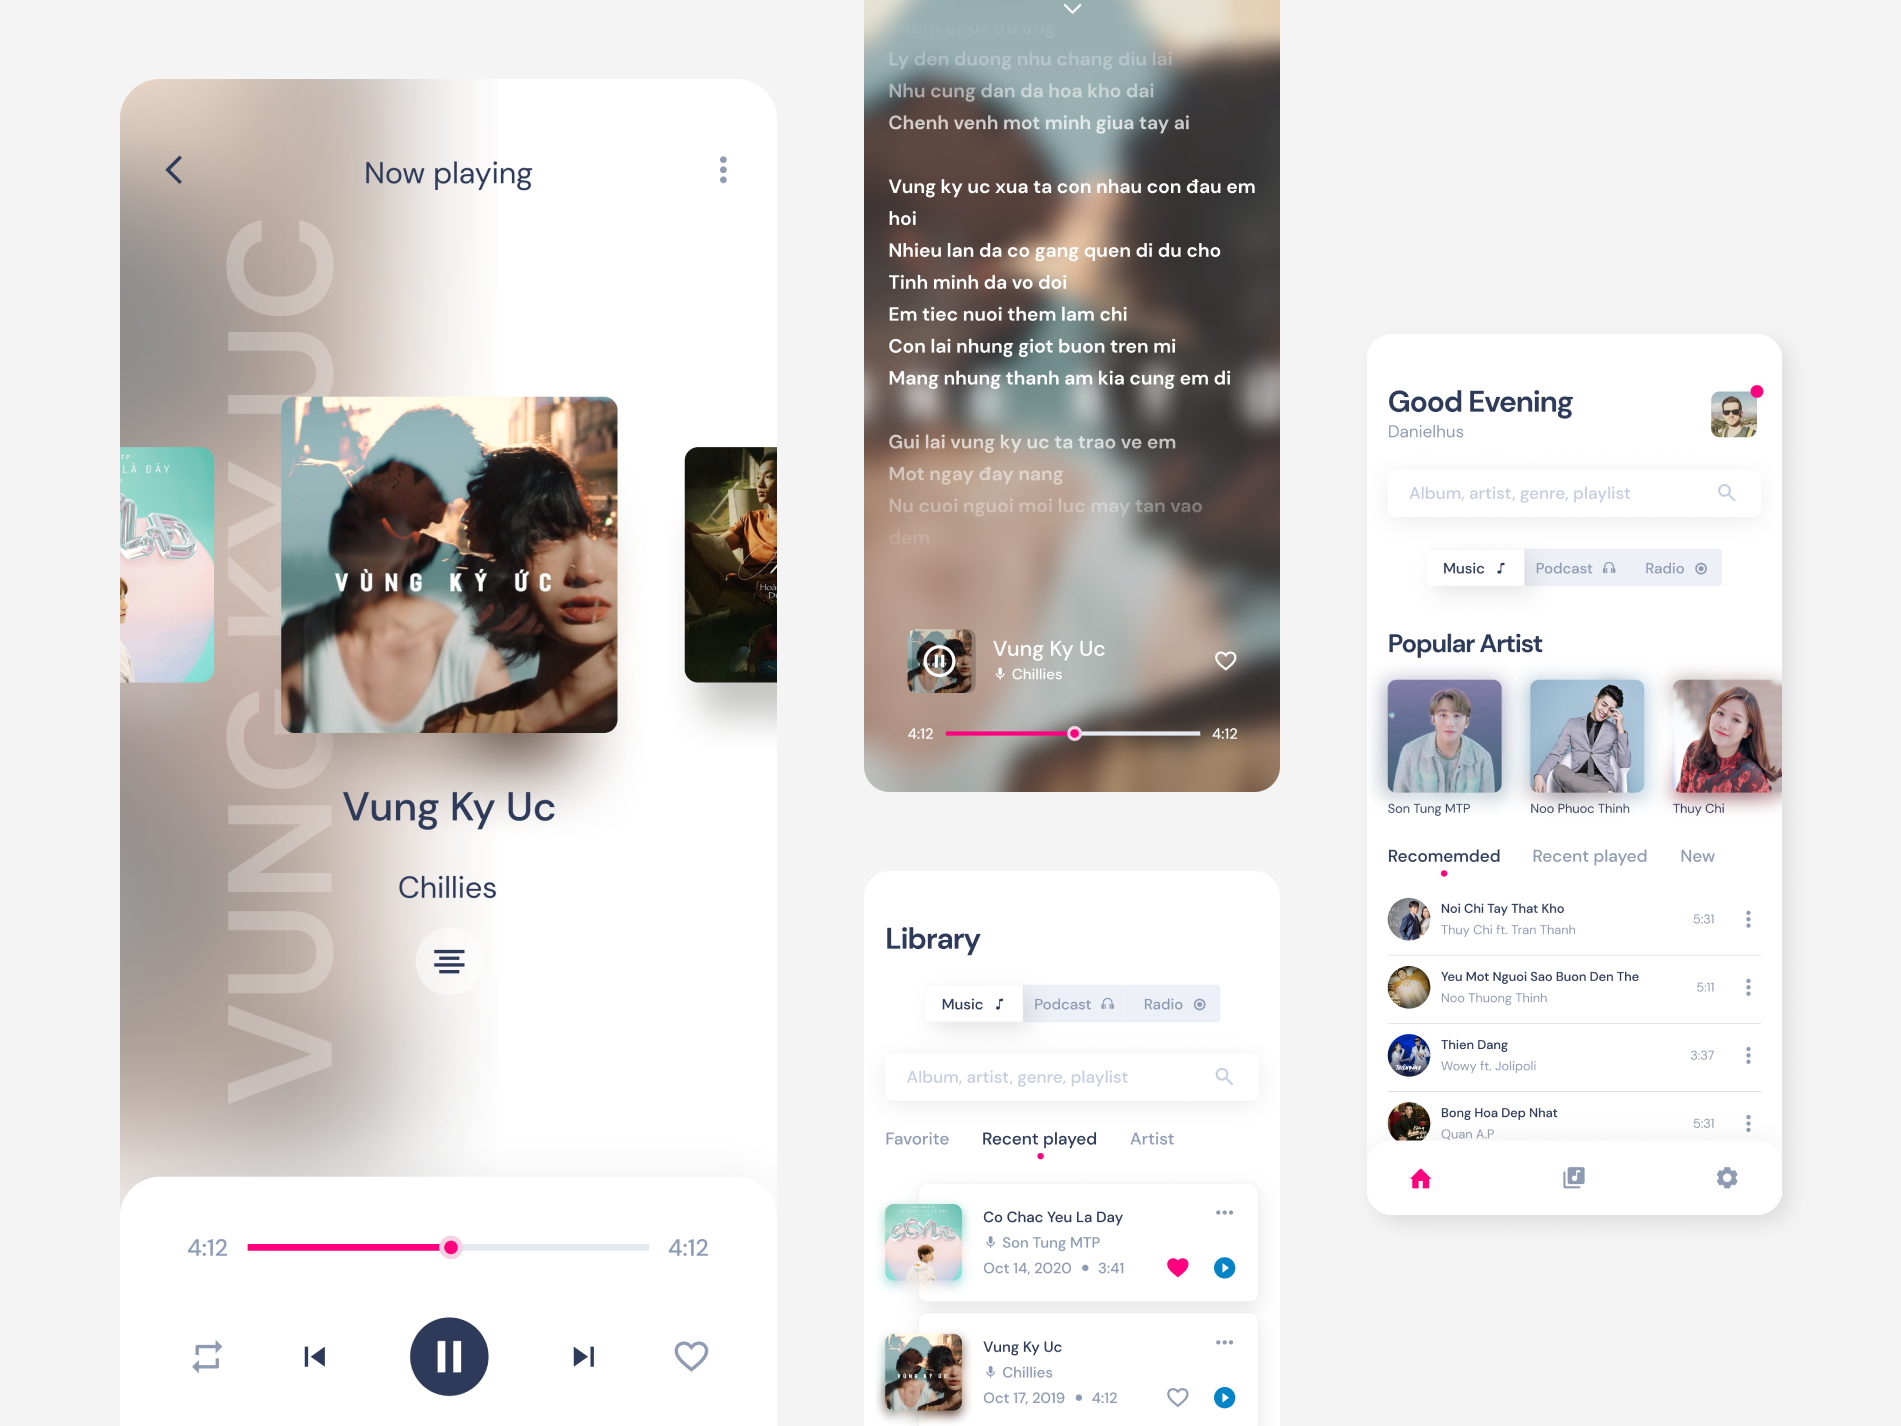 Now playing
VUNG KY UC
TP
LÀ ĐÂY
VÙNG KÝ ỨC
Hoà
Vung Ky Uc
Chillies
4:12
4:12
Them chut duong
Ly den duong nhu chang diu lai
Nhu cung dan da hoa kho dai
Chenh venh mot minh giua tay ai
Vung ky uc xua ta con nhau con đau em
hoi
Nhieu lan da co gang quen di du cho
Tinh minh da vo doi
Em tiec nuoi them lam chi
Con lai nhung giot buon tren mi
Mang nhung thanh am kia cung em di
Gui lai vung ky uc ta trao ve em
Mot ngay đay nang
Nu cuoi nguoi moi luc may tan vao
dem
Vung Ky Uc
Chillies
4:12
4:12
Library
Music
Podcast
Radio
Album, artist, genre, playlist
Favorite
Recent played
Artist
Co Chac Yeu La Day
Son Tung MTP
Oct 14, 2020 • 3:41
VÙNG KÝ ỨC
Vung Ky Uc
Chillies
Oct 17, 2019 • 4:12
Good Evening
Danielhus
Album, artist, genre, playlist
Music
Podcast
Radio
Popular Artist
Son Tung MTP
Noo Phuoc Thinh
Thuy Chi
Recomemded
Recent played
New
Noi Chi Tay That Kho
Thuy Chi ft. Tran Thanh
5:31
Yeu Mot Nguoi Sao Buon Den The
Noo Thuong Thinh
5:11
Thien Dang
Wowy ft. Jolipoli
3:37
Bong Hoa Dep Nhat
Quan A.P
5:31